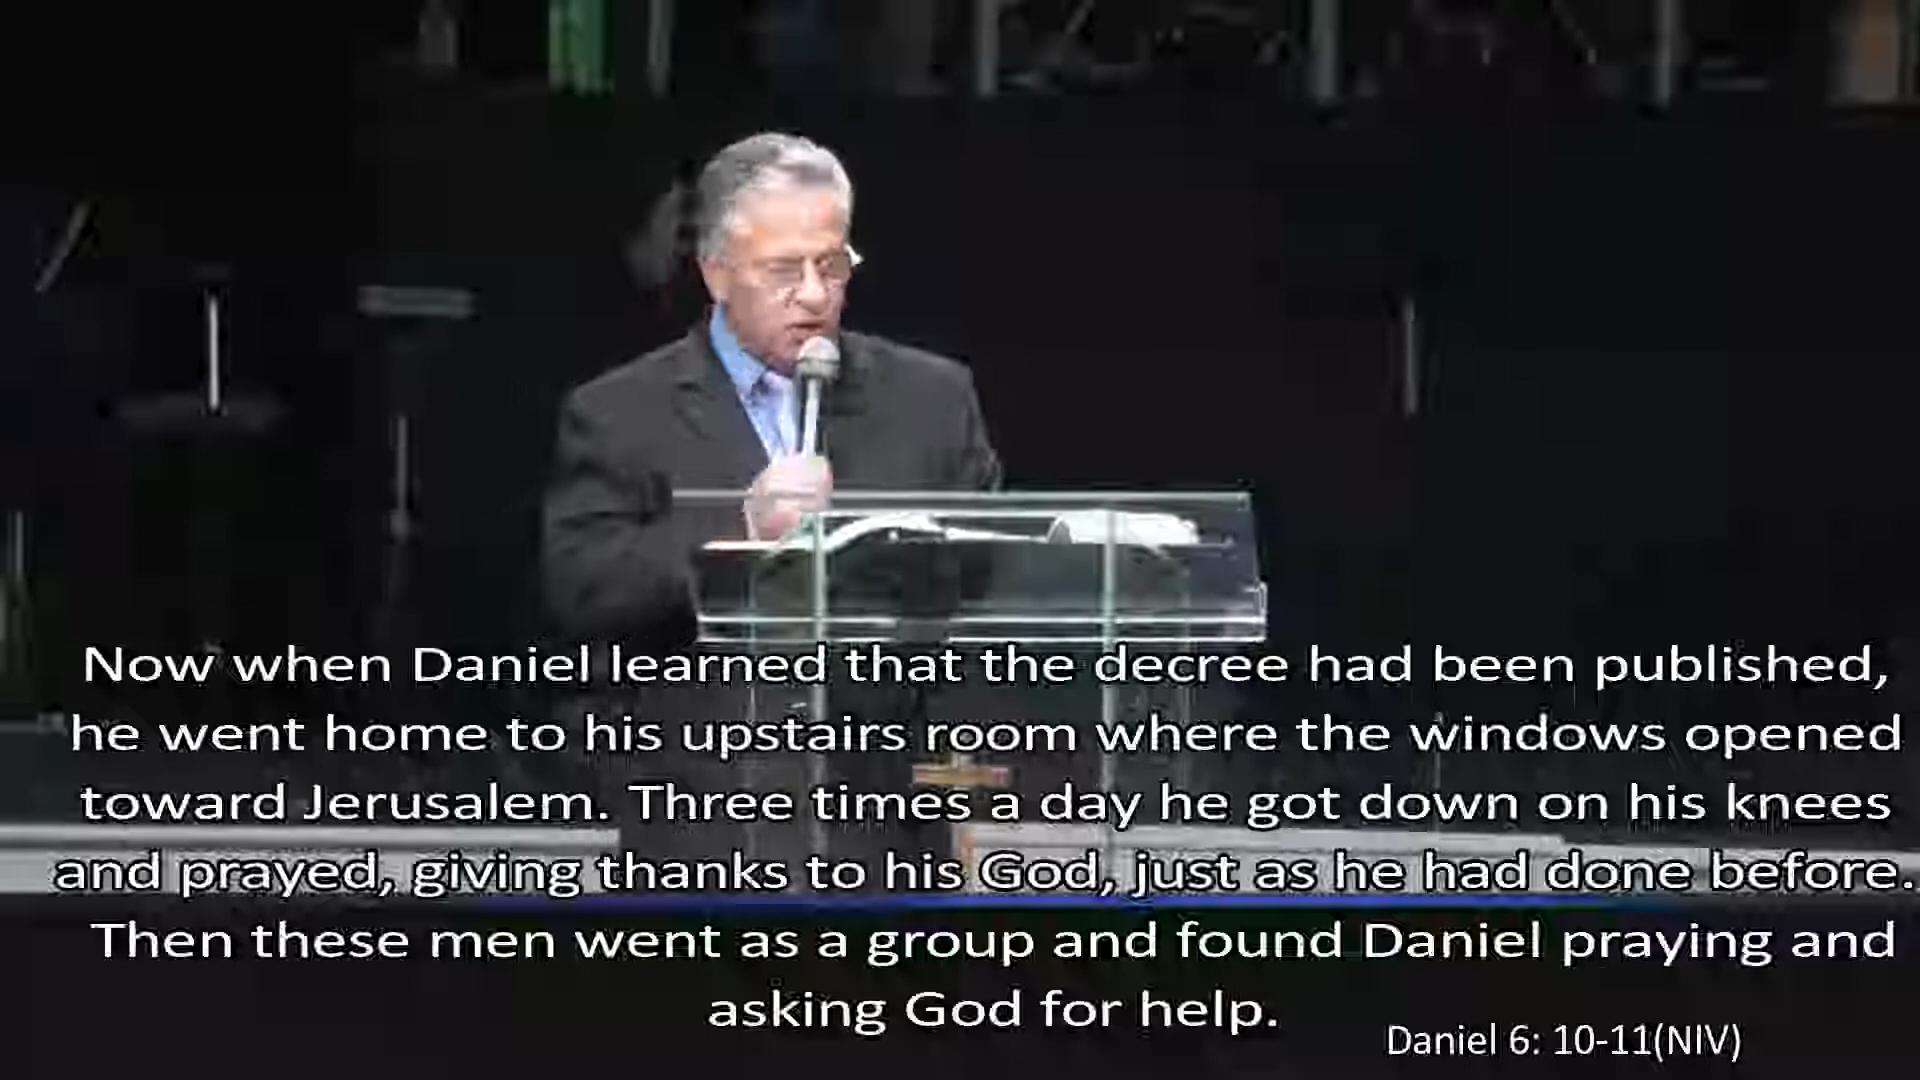 Now when Daniel learned that the decree had been published,
he went home to his upstairs room where the windows opened
toward Jerusalem. Three times a day he got down on his knees
and prayed, giving thanks to his God, just as he had done before.
Then these men went as a group and found Daniel praying and
asking God for help.
Daniel 6: 10-11(NIV)